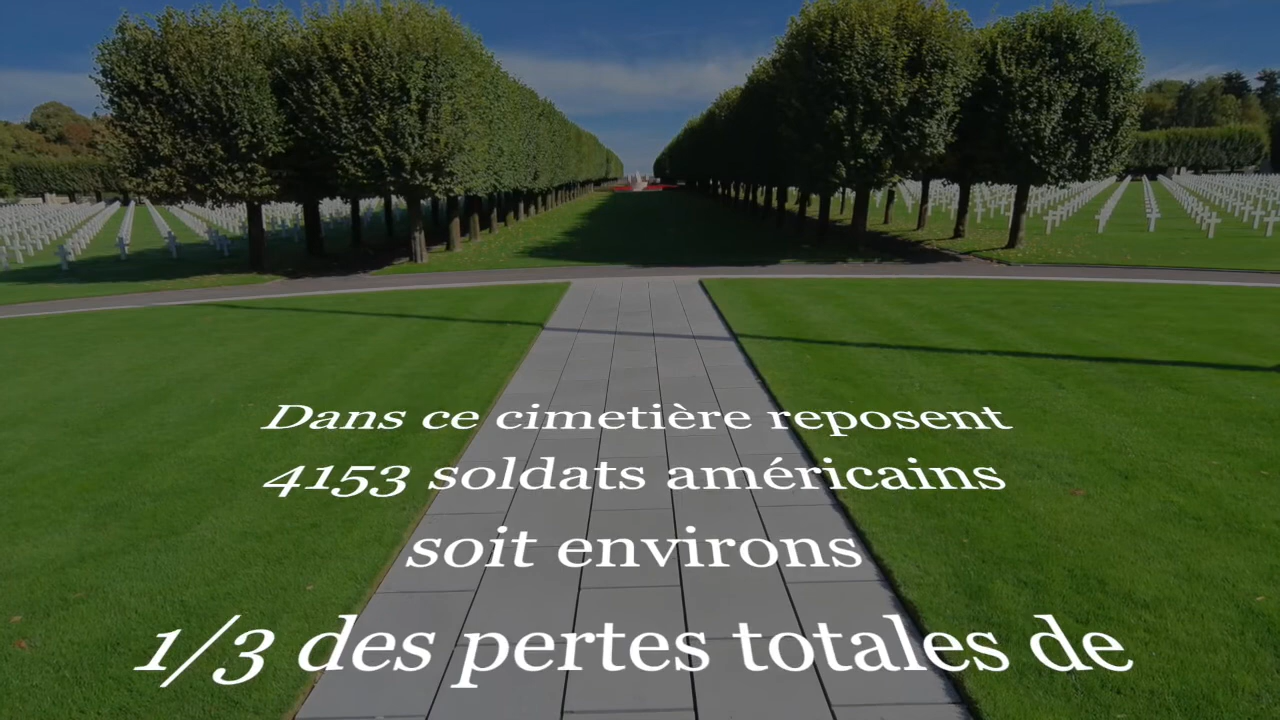 Dans ce cimetière reposent
4153 soldats américains
soit environs
1/3 des pertes totales de